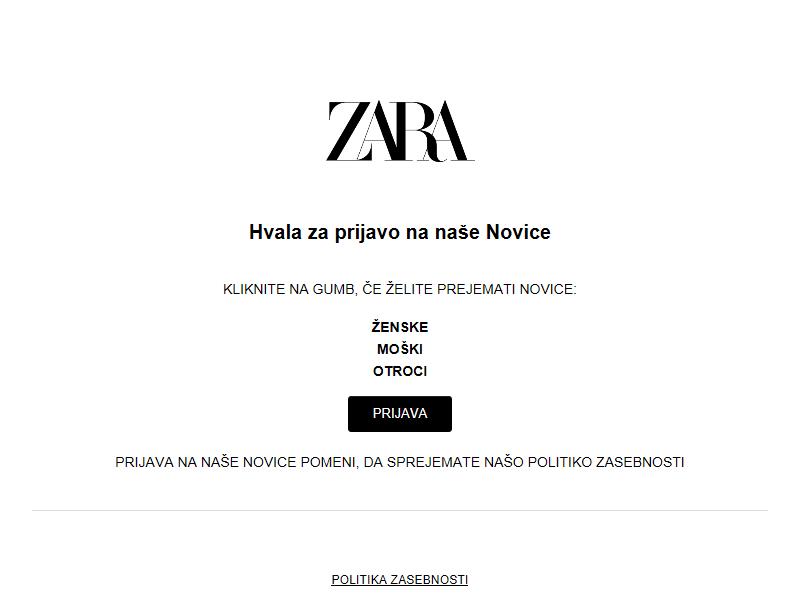 ZARA
Hvala za prijavo na naše Novice
KLIKNITE NA GUMB, ČE ŽELITE PREJEMATI NOVICE:
ŽENSKE
MOŠKI
OTROCI
PRIJAVA
PRIJAVA NA NAŠE NOVICE POMENI, DA SPREJEMATE NAŠO POLITIKO ZASEBNOSTI
POLITIKA ZASEBNOSTI